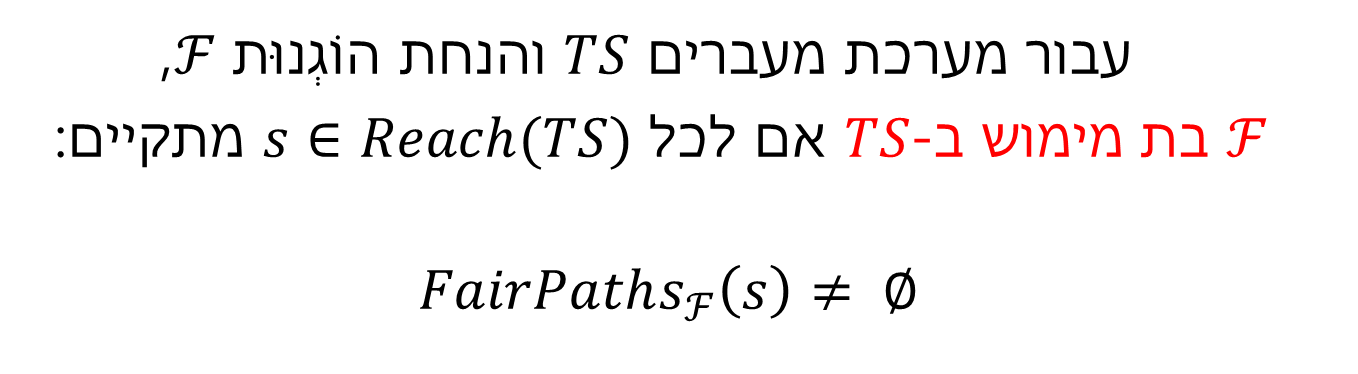 עבור מערכת מעברים TS והנחת הוֹגְנוּת ℱ,
ℱ בת מימוש ב-TS אם לכל s ∈ Reach(TS) מתקיים:
FairPaths_ℱ(s) ≠ ∅